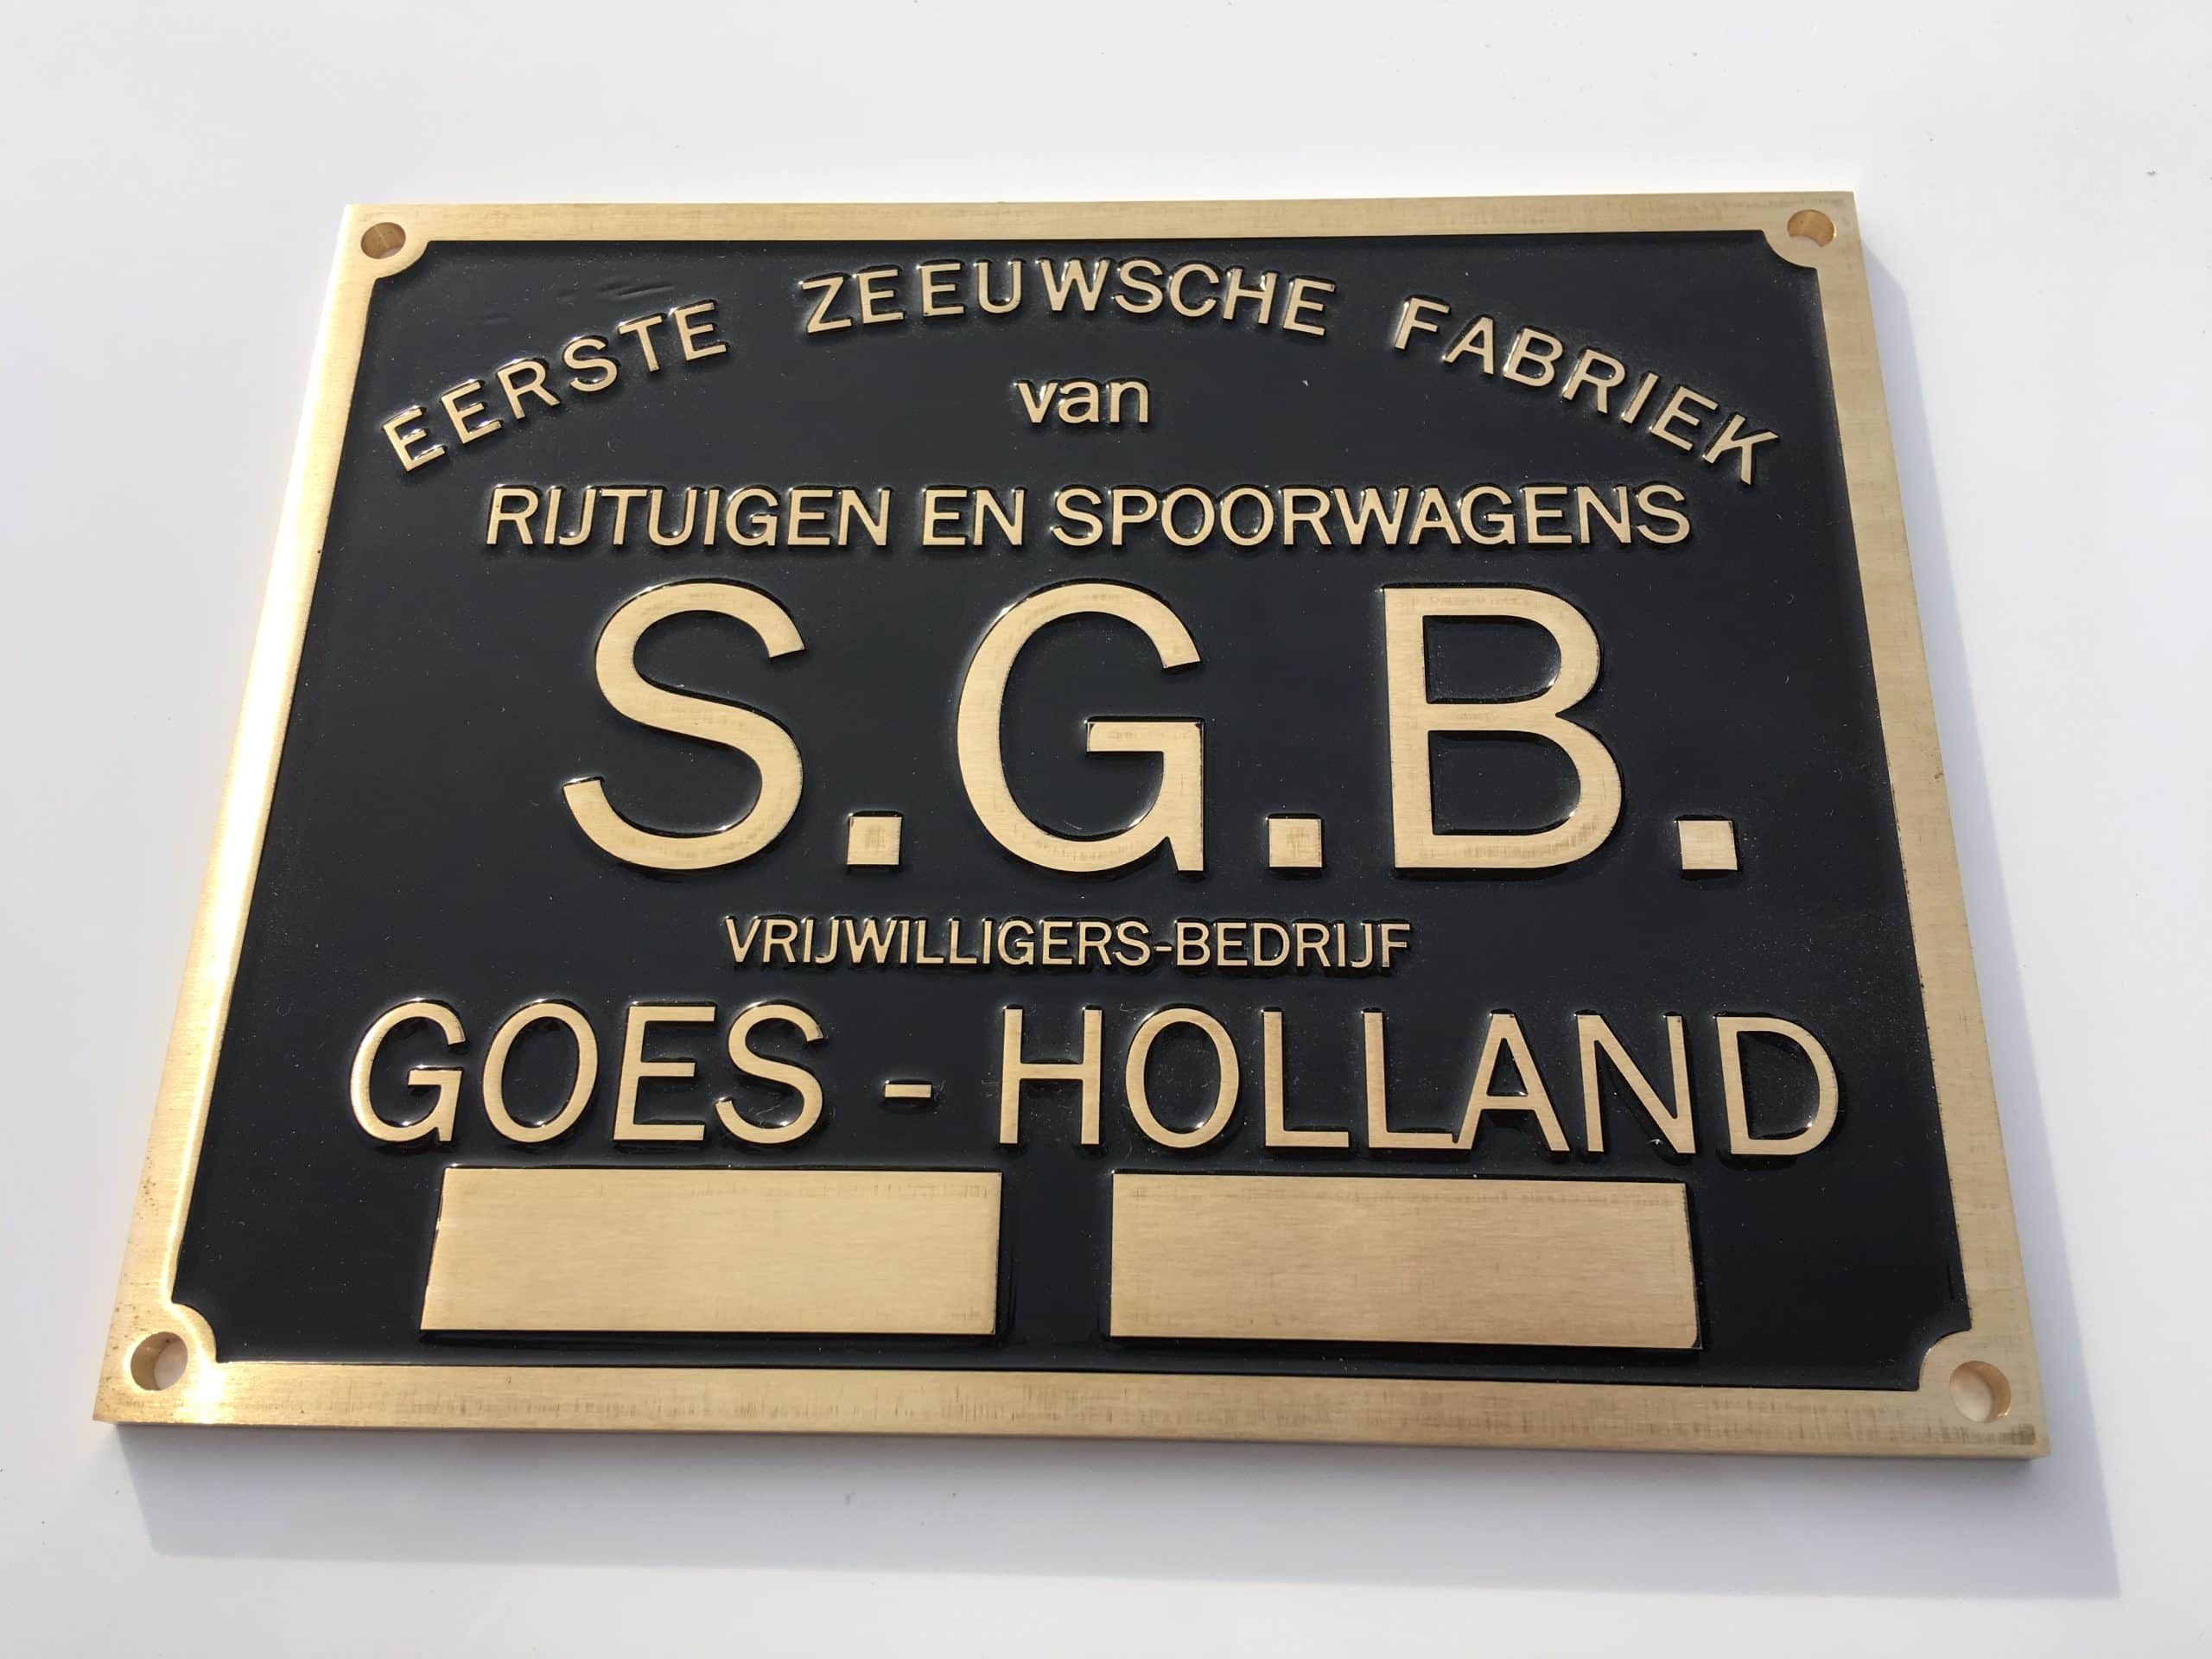 EERSTE ZEEUWSCHE FABRIEK
van
RIJTUIGEN EN SPOORWAGENS
S.G.B.
VRIJWILLIGERS-BEDRIJF
GOES - HOLLAND